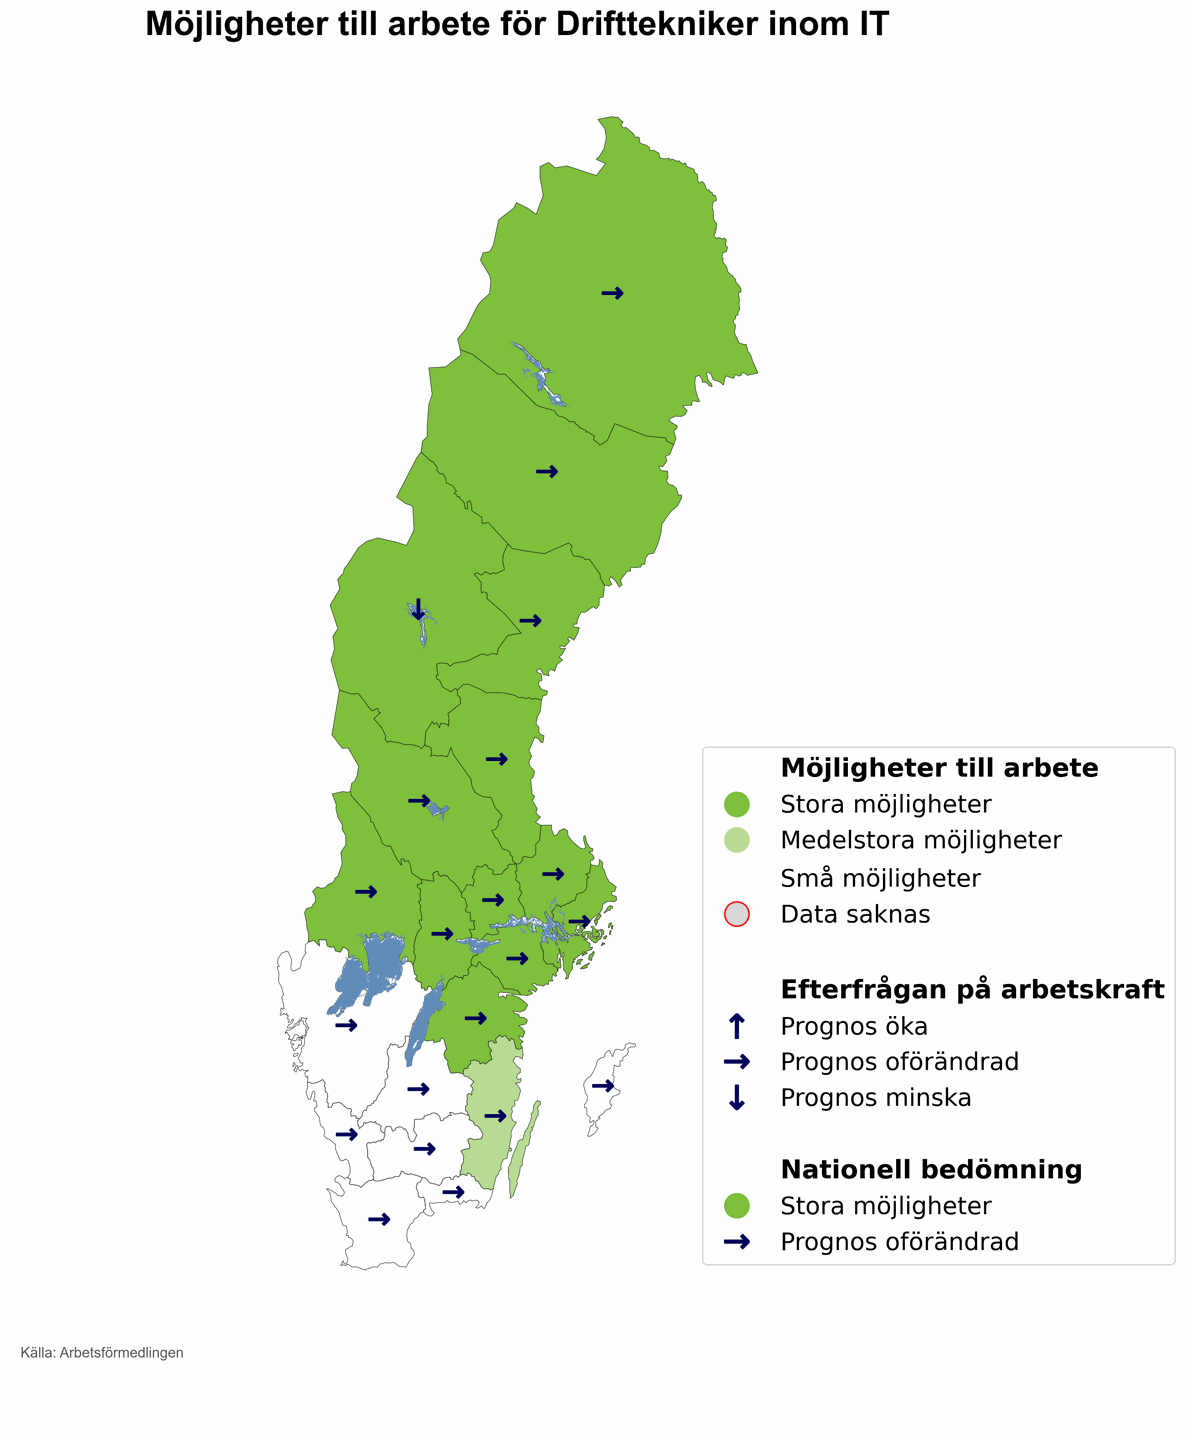 Möjligheter till arbete för Drifttekniker inom IT
Möjligheter till arbete
Stora möjligheter
Medelstora möjligheter
Små möjligheter
Data saknas
Efterfrågan på arbetskraft
Prognos öka
Prognos oförändrad
Prognos minska
Nationell bedömning
Stora möjligheter
Prognos oförändrad
Källa: Arbetsförmedlingen